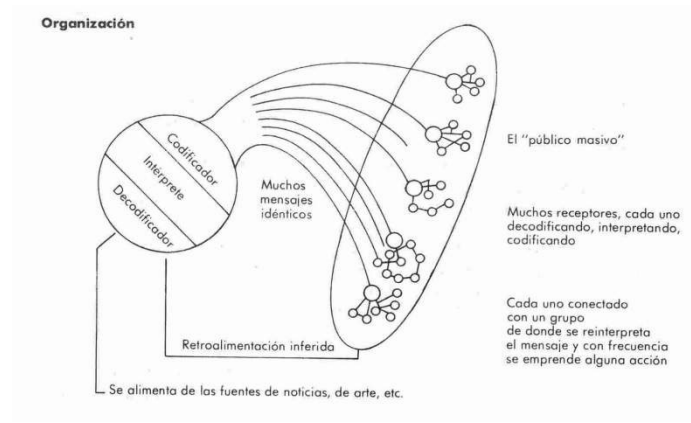 Organización
Codificador
Intérprete
Decodificador
Muchos
mensajes
idénticos
El "público masivo"
Muchos receptores, cada uno
decodificando, interpretando,
codificando
Cada uno conectado
con un grupo
de donde se reinterpreta
el mensaje y con frecuencia
se emprende alguna acción
Retroalimentación inferida
Se alimenta de las fuentes de noticias, de arte, etc.